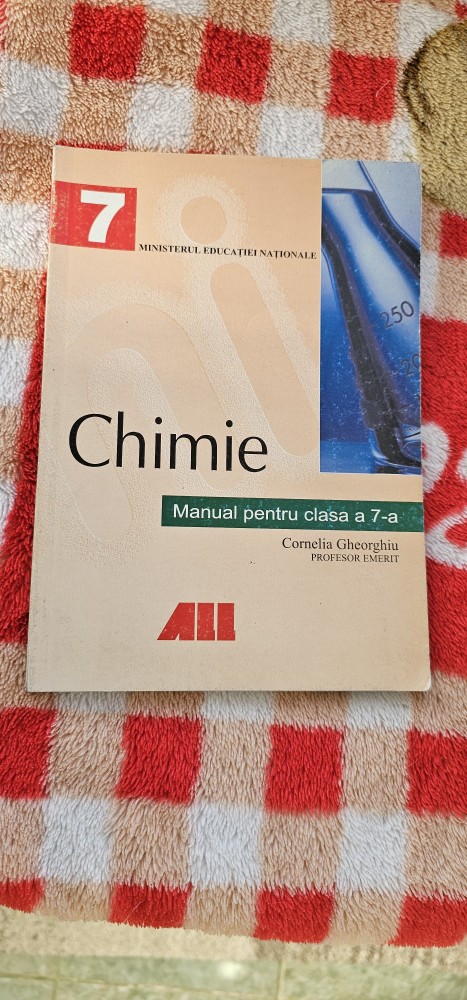 7
MINISTERUL EDUCAȚIEI NAȚIONALE
250
Chimie
Manual pentru clasa a 7-a
Cornelia Gheorghiu
PROFESOR EMERIT
ALL